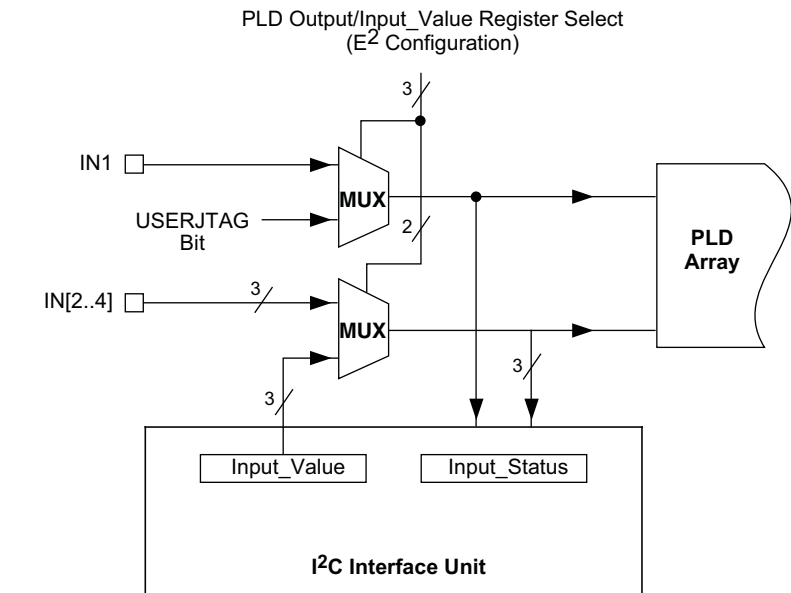 PLD Output/Input_Value Register Select
(E2 Configuration)
3
IN1
MUX
USERJTAG
Bit
2
PLD
Array
IN[2..4]
3
MUX
3
3
Input_Value
Input_Status
I2C Interface Unit